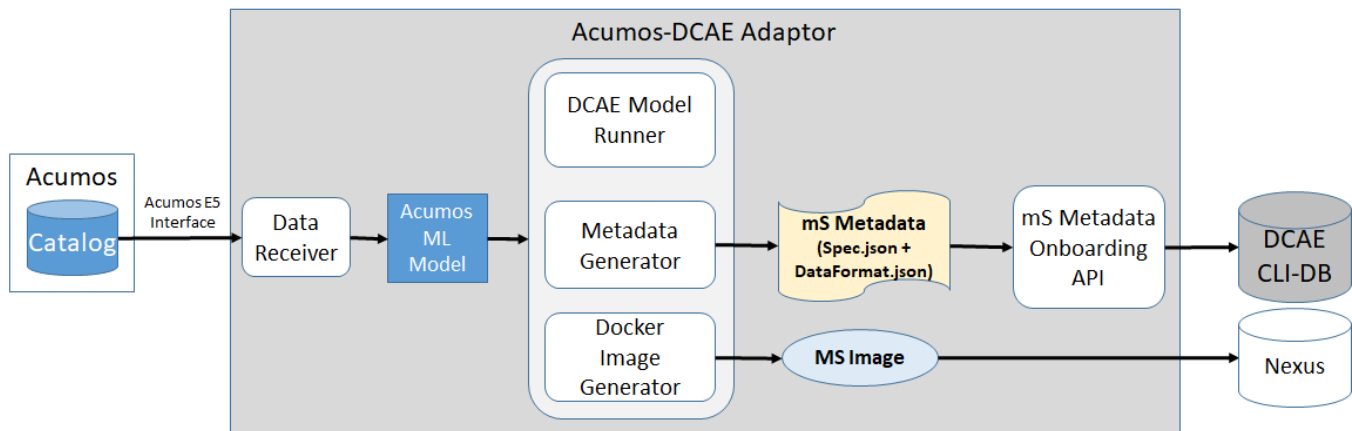 Acumos-DCAE Adaptor
Acumos
Catalog
Acumos E5
Interface
Data
Receiver
Acumos
ML
Model
DCAE Model
Runner
Metadata
Generator
Docker
Image
Generator
mS Metadata
(Spec.json +
DataFormat.json)
MS Image
mS Metadata
Onboarding
API
DCAE
CLI-DB
Nexus